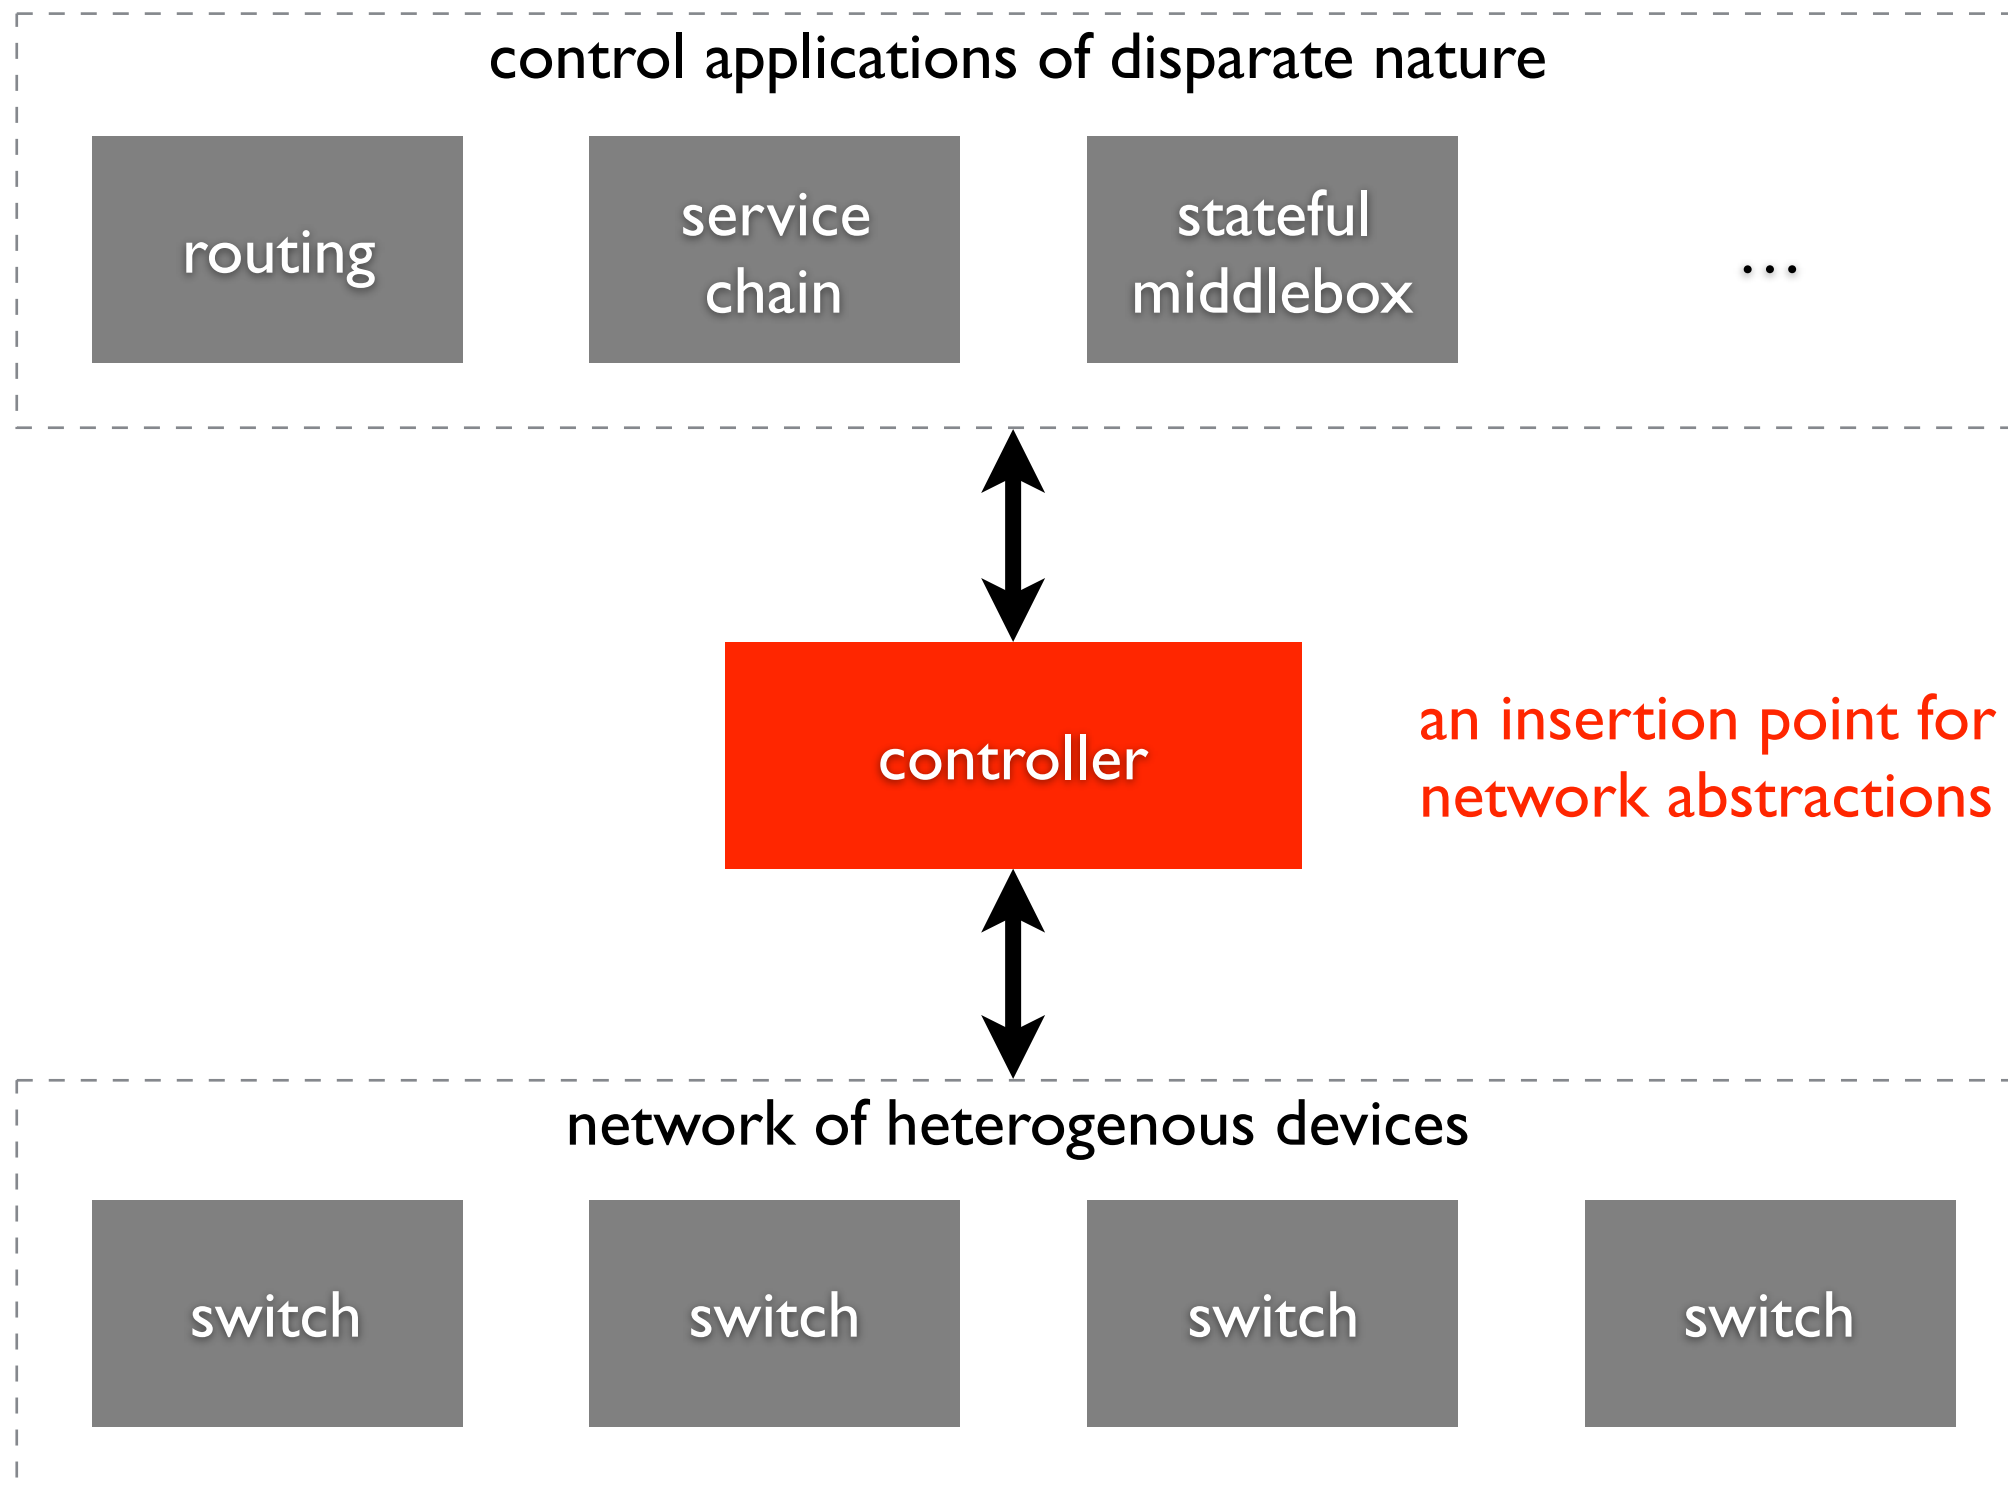 control applications of disparate nature
routing
service
chain
stateful
middlebox
...
controller
an insertion point for
network abstractions
network of heterogenous devices
switch
switch
switch
switch